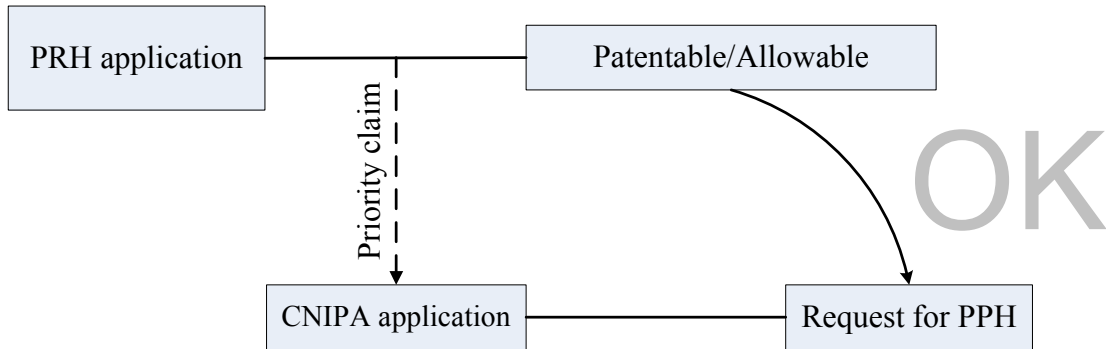 PRH application
Patentable/Allowable
Priority claim
OK
CNIPA application
Request for PPH